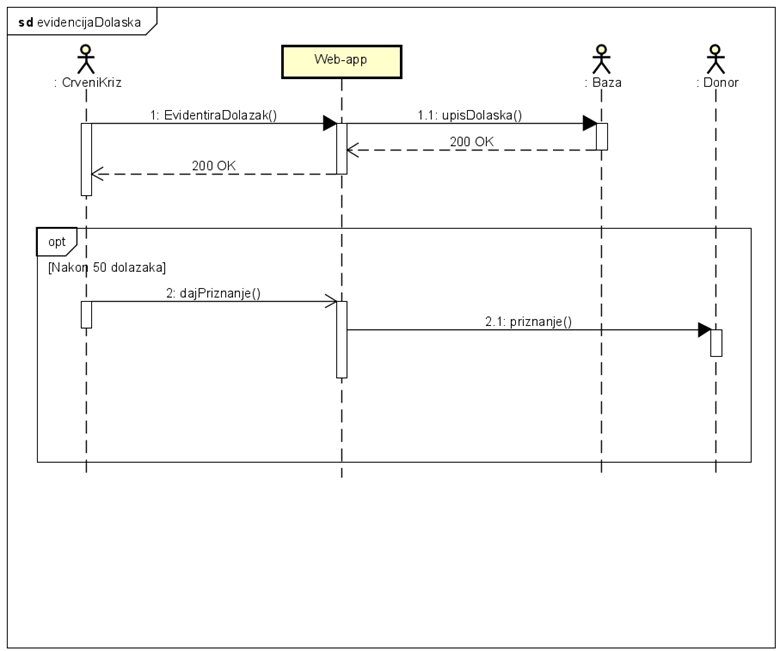 sd evidencijaDolaska
: CrveniKriz
Web-app
: Baza
: Donor
1: EvidentiraDolazak()
1.1: upisDolaska()
200 OK
200 OK
opt
[Nakon 50 dolazaka]
2: dajPriznanje()
2.1: priznanje()